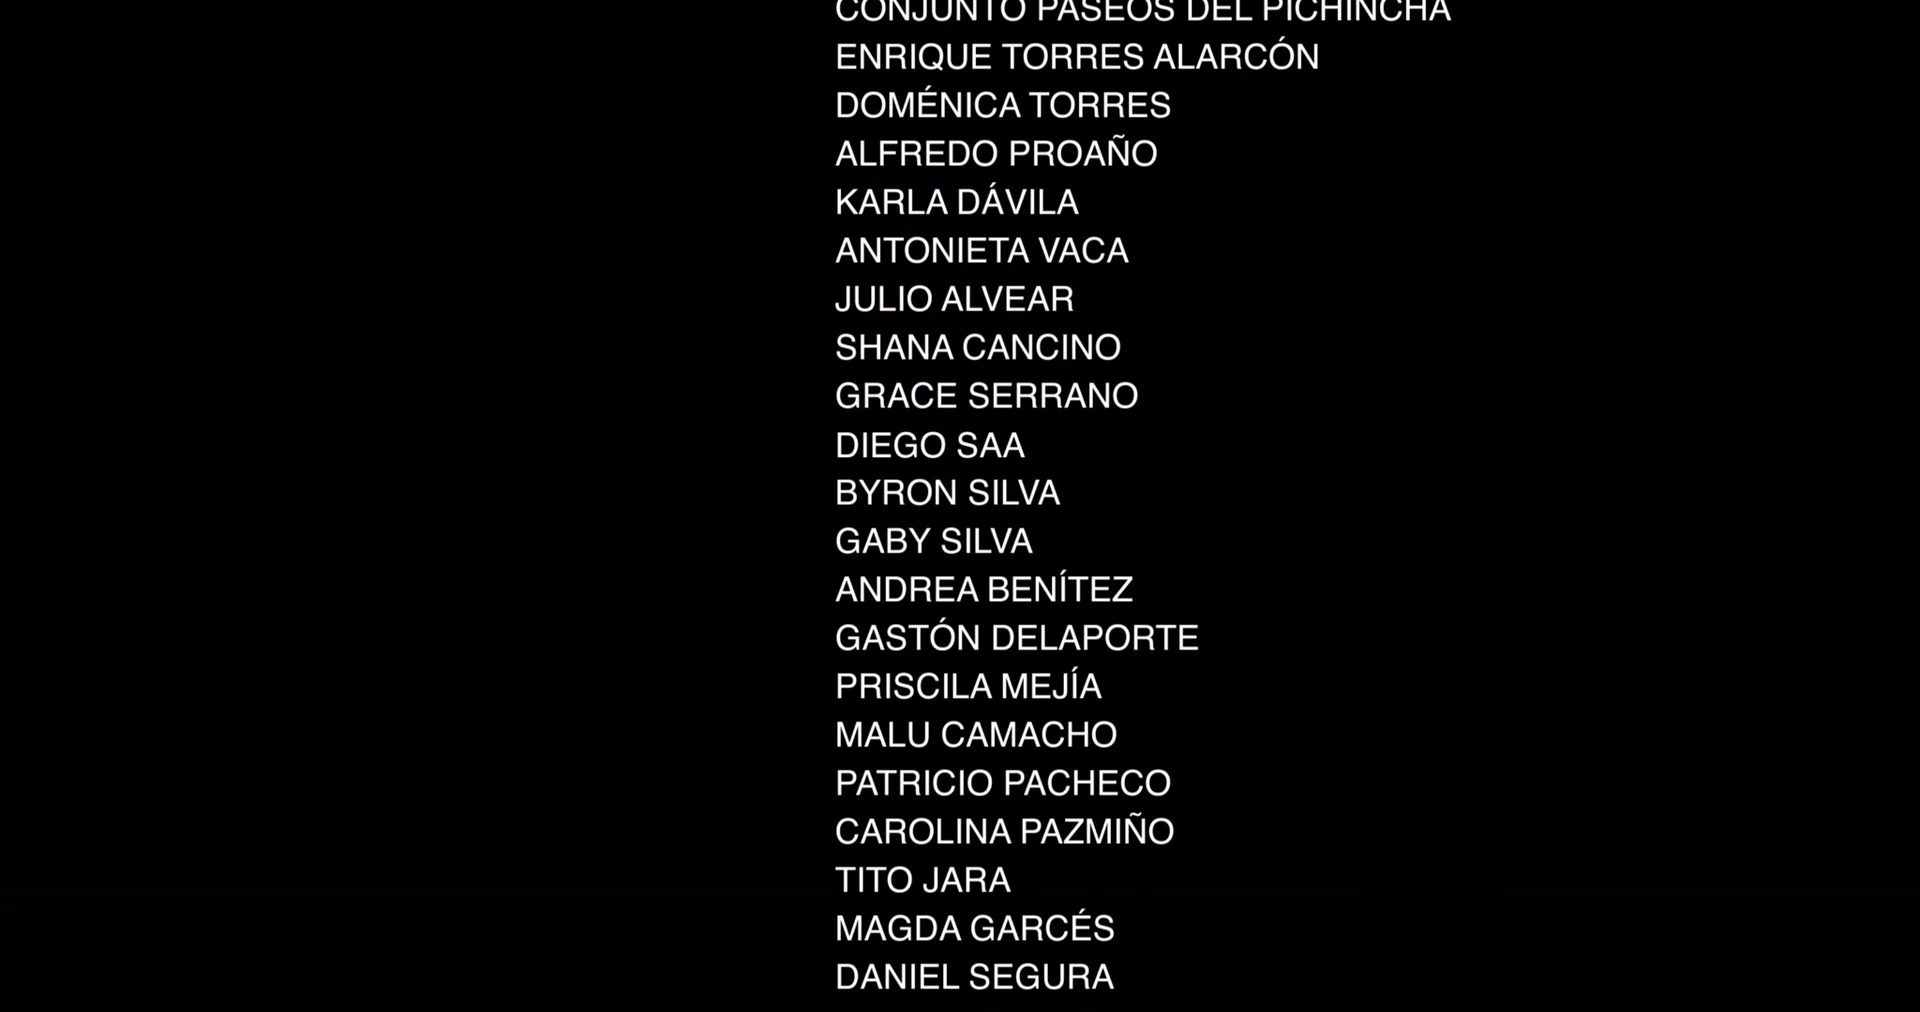 CONJUNTO PASEOS DEL PICHINCHA
ENRIQUE TORRES ALARCÓN
DOMÉNICA TORRES
ALFREDO PROAÑO
KARLA DÁVILA
ANTONIETA VACA
JULIO ALVEAR
SHANA CANCINO
GRACE SERRANO
DIEGO SAA
BYRON SILVA
GABY SILVA
ANDREA BENÍTEZ
GASTÓN DELAPORTE
PRISCILA MEJÍA
MALU CAMACHO
PATRICIO PACHECO
CAROLINA PAZMIÑO
TITO JARA
MAGDA GARCÉS
DANIEL SEGURA